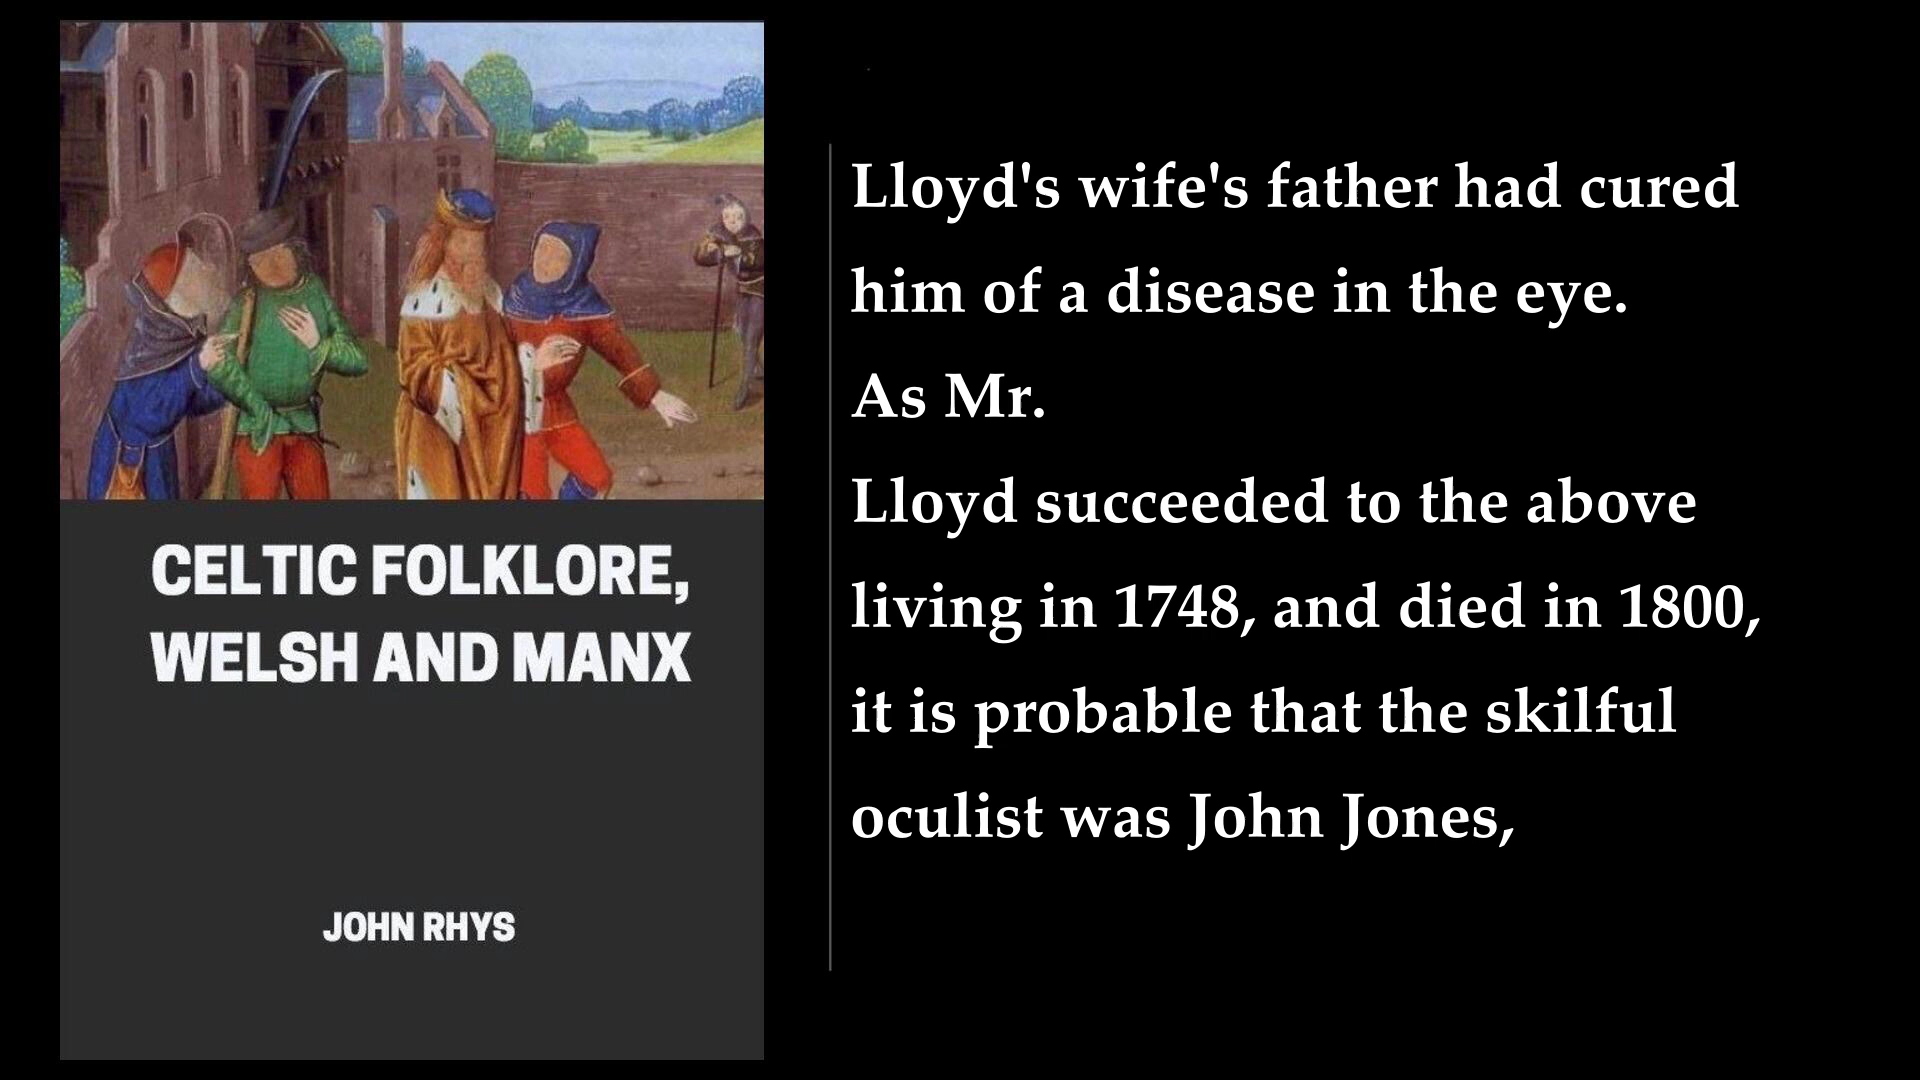 CELTIC FOLKLORE,
WELSH AND MANX
JOHN RHYS
Lloyd's wife's father had cured
him of a disease in the eye.
As Mr.
Lloyd succeeded to the above
living in 1748, and died in 1800,
it is probable that the skilful
oculist was John Jones,